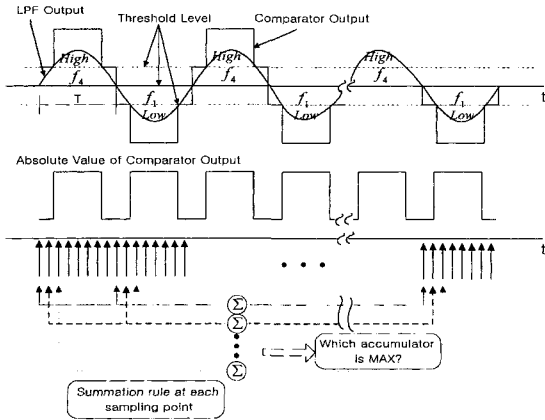 LPF Output
Threshold Level
Comparator Output
High
f4
High
f4
High
f4
T
f1
Low
f1
Low
f1
Low
t
Absolute Value of Comparator Output
t
Σ
Σ
Σ
Which accumulator
is MAX?
Summation rule at each
sampling point